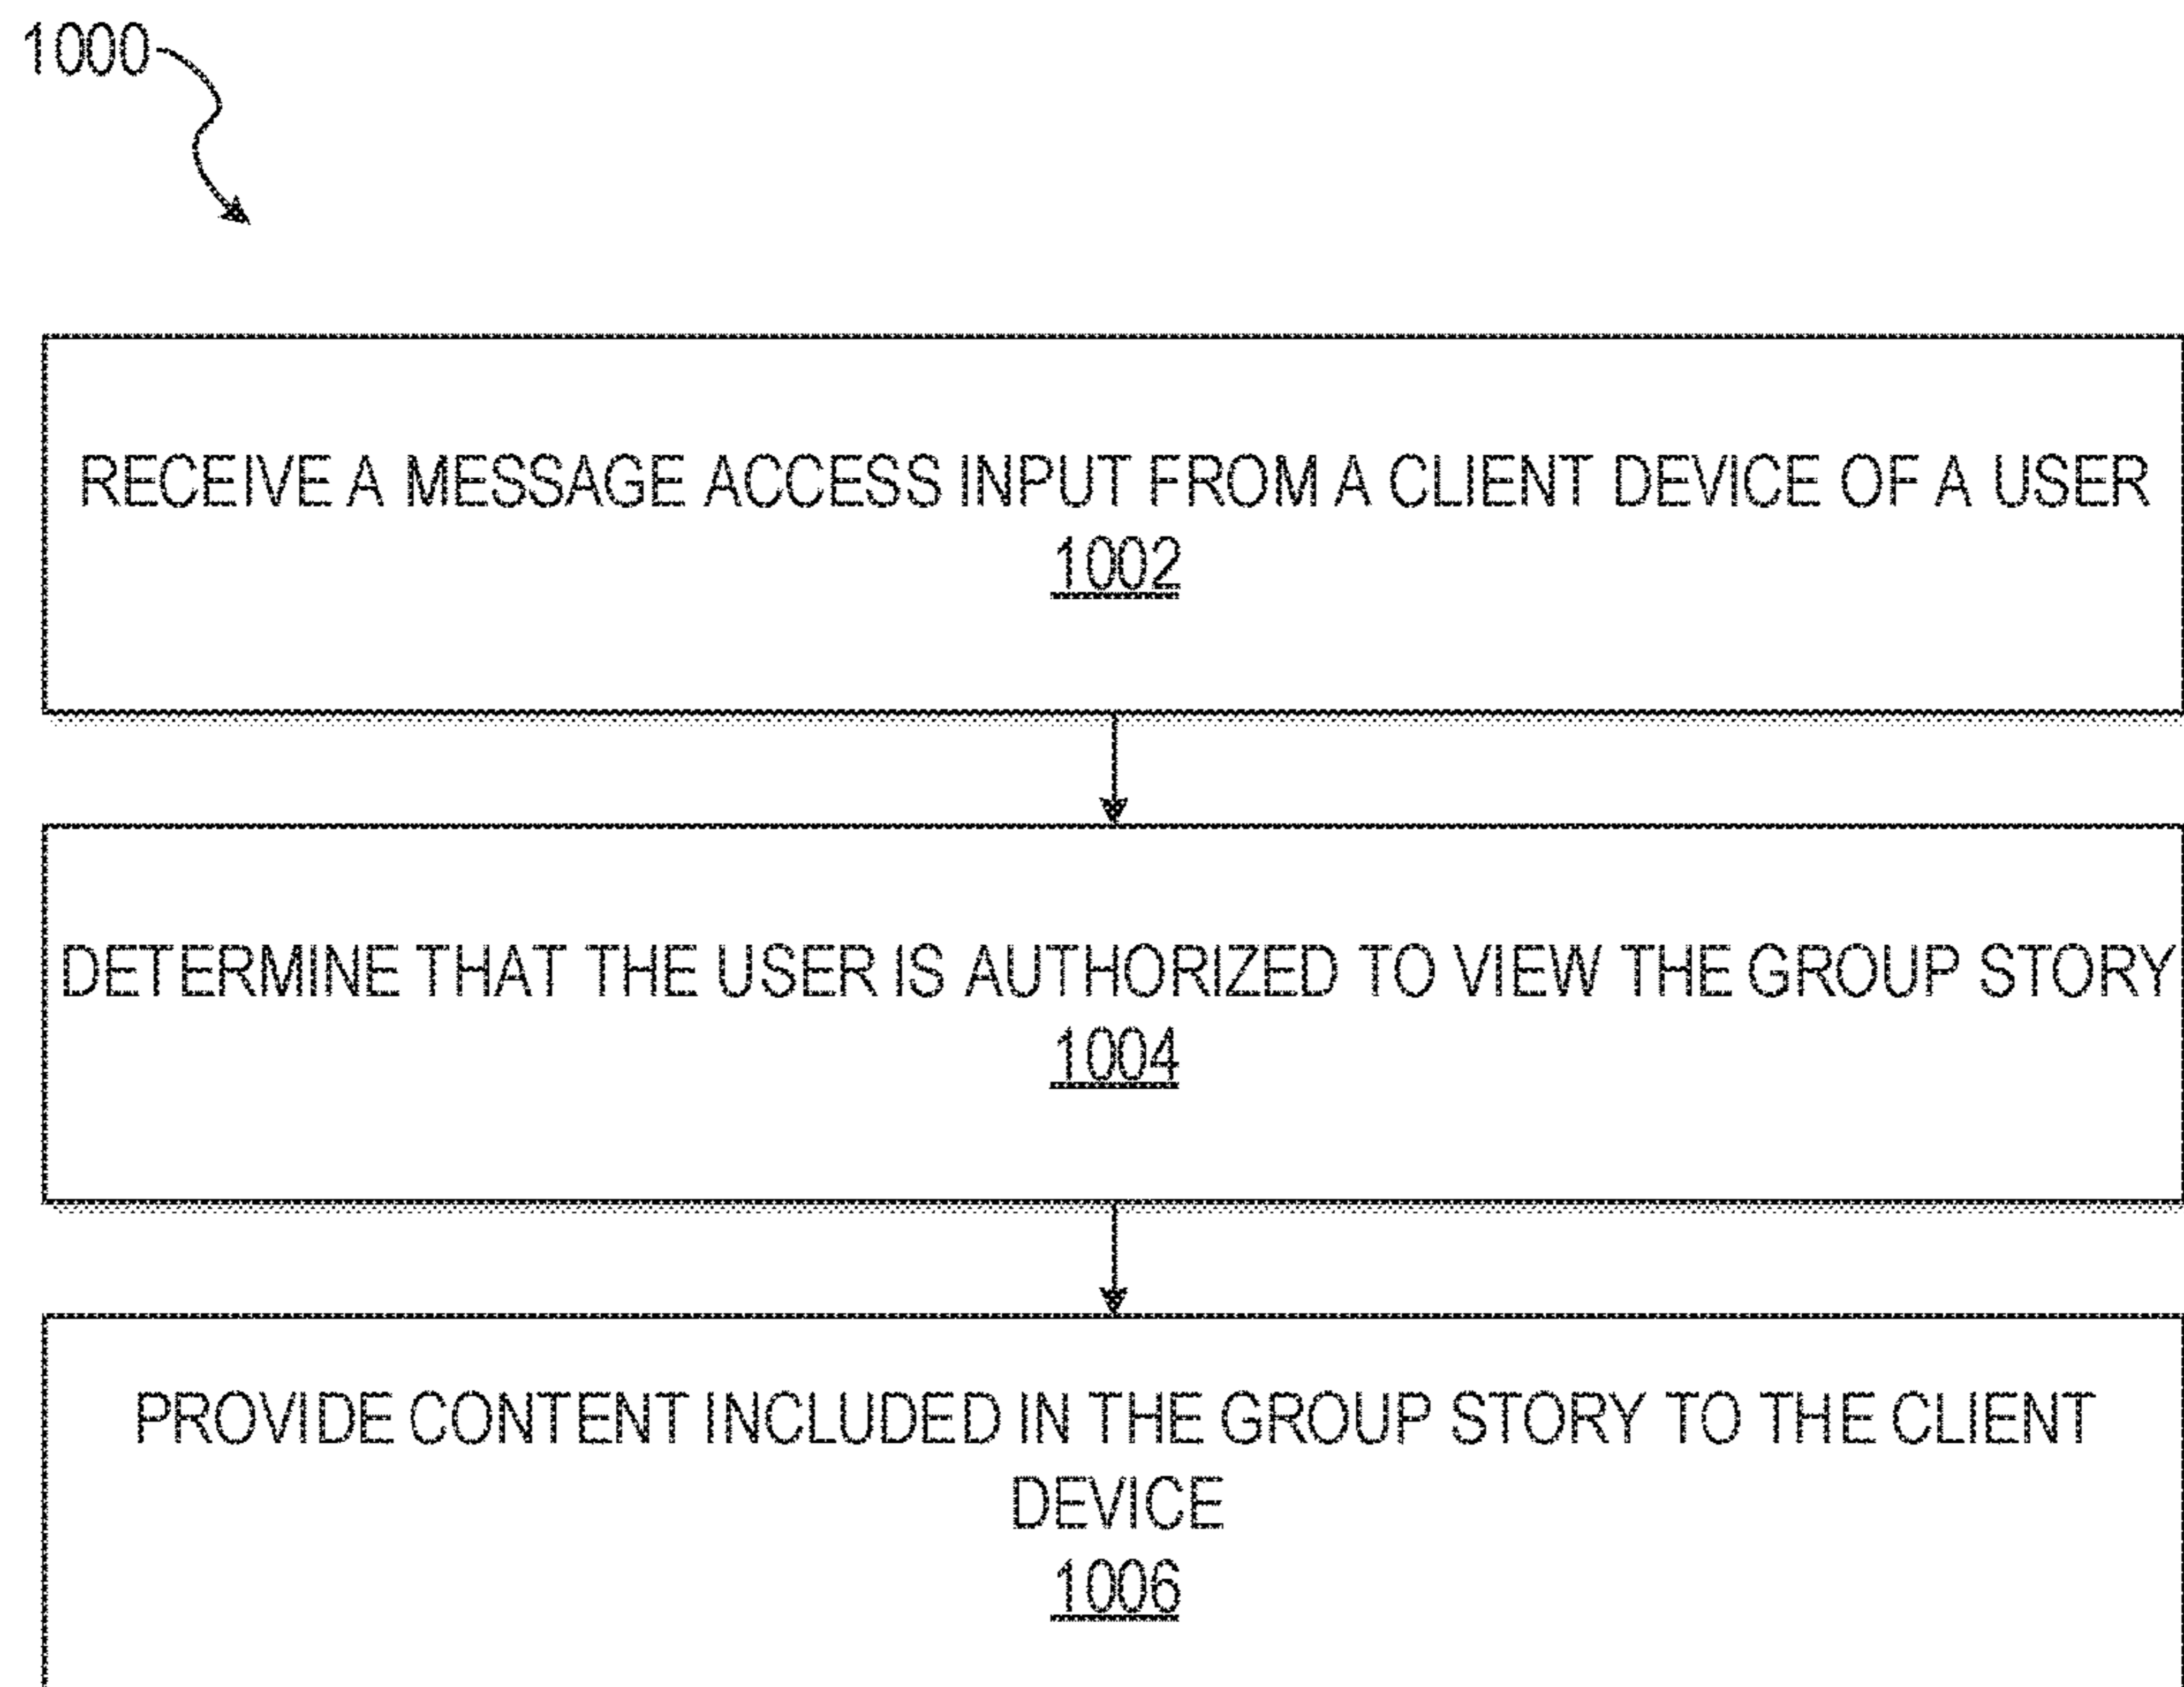 1000
RECEIVE A MESSAGE ACCESS INPUT FROM A CLIENT DEVICE OF A USER
1002
DETERMINE THAT THE USER IS AUTHORIZED TO VIEW THE GROUP STORY
1004
PROVIDE CONTENT INCLUDED IN THE GROUP STORY TO THE CLIENT
DEVICE
1006